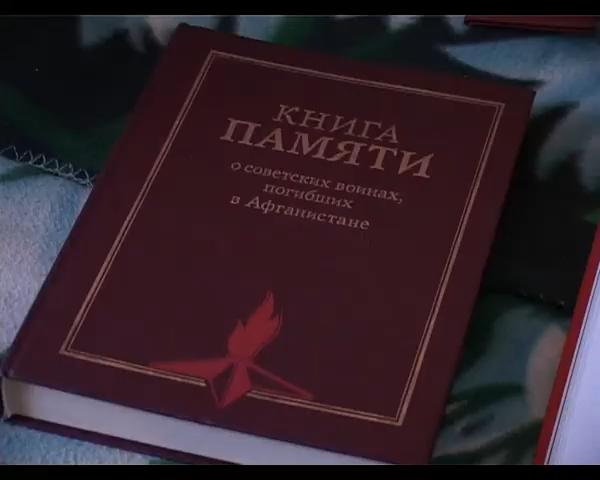 КНИГА
ПАМЯТИ
о советских воинах,
погибших
в Афганистане